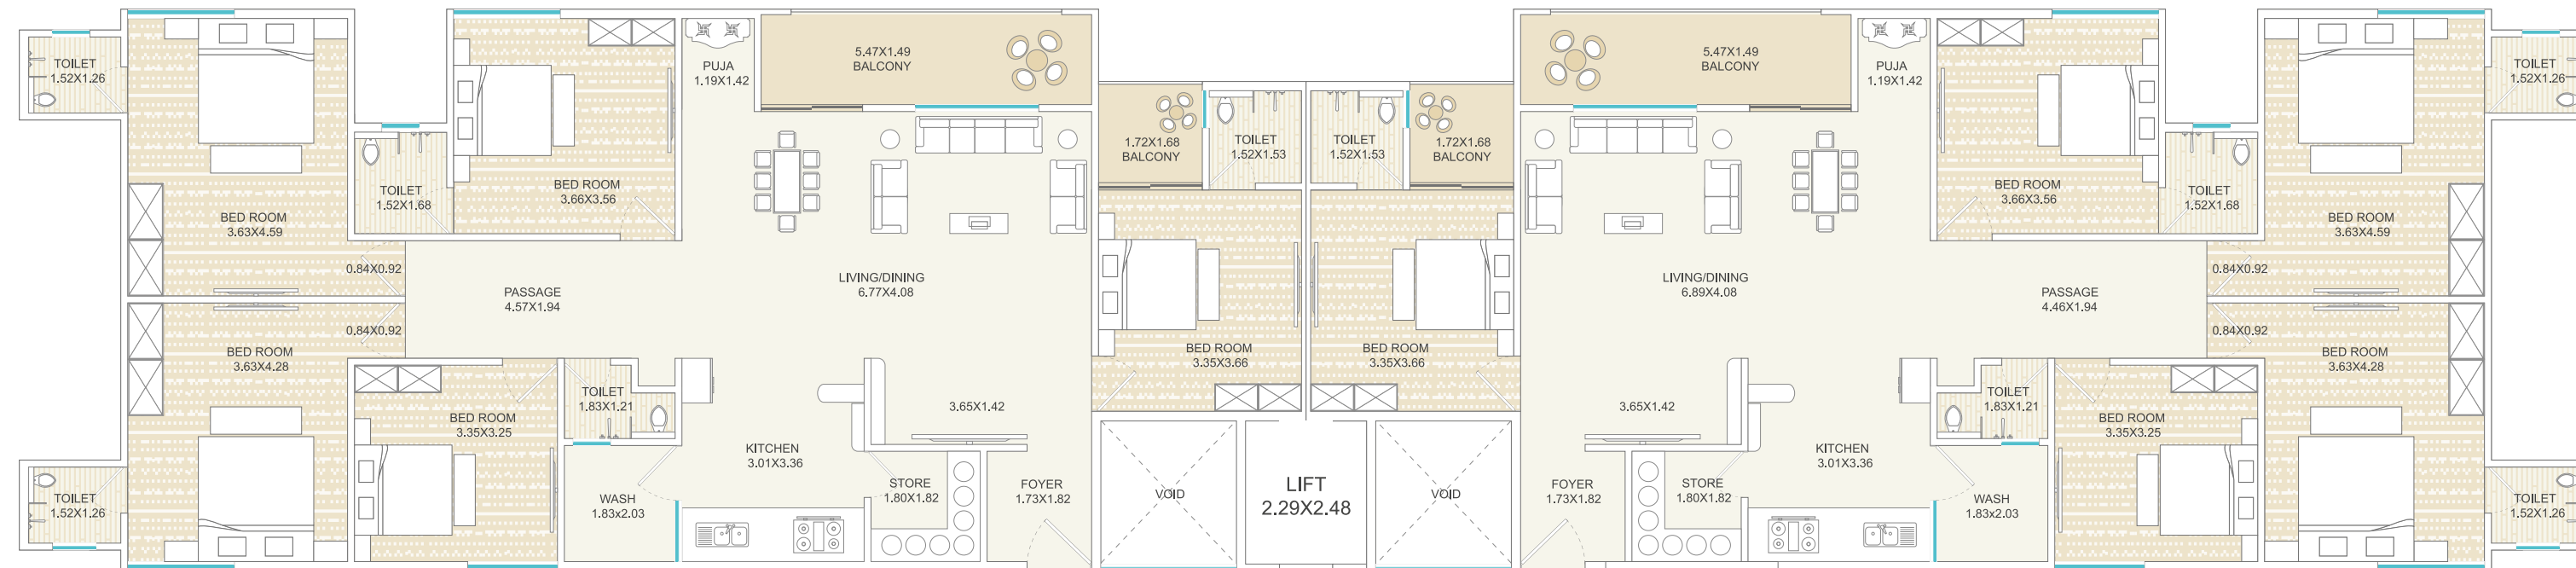 TOILET
1.52X1.26
BED ROOM
3.63X4.59
0.84X0.92
TOILET
1.52X1.68
BED ROOM
3.66X3.56
PUJA
1.19X1.42
5.47X1.49
BALCONY
1.72X1.68
BALCONY
TOILET
1.52X1.53
PASSAGE
4.57X1.94
LIVING/DINING
6.77X4.08
BED ROOM
3.35X3.66
0.84X0.92
BED ROOM
3.63X4.28
TOILET
1.52X1.26
BED ROOM
3.35X3.25
TOILET
1.83X1.21
WASH
1.83x2.03
KITCHEN
3.01X3.36
3.65X1.42
STORE
1.80X1.82
FOYER
1.73X1.82
VOID
LIFT
2.29X2.48
VOID
TOILET
1.52X1.53
1.72X1.68
BALCONY
BED ROOM
3.35X3.66
5.47X1.49
BALCONY
PUJA
1.19X1.42
BED ROOM
3.66X3.56
TOILET
1.52X1.68
BED ROOM
3.63X4.59
TOILET
1.52X1.26
LIVING/DINING
6.89X4.08
PASSAGE
4.46X1.94
0.84X0.92
0.84X0.92
BED ROOM
3.63X4.28
3.65X1.42
FOYER
1.73X1.82
STORE
1.80X1.82
KITCHEN
3.01X3.36
TOILET
1.83X1.21
WASH
1.83x2.03
BED ROOM
3.35X3.25
TOILET
1.52X1.26